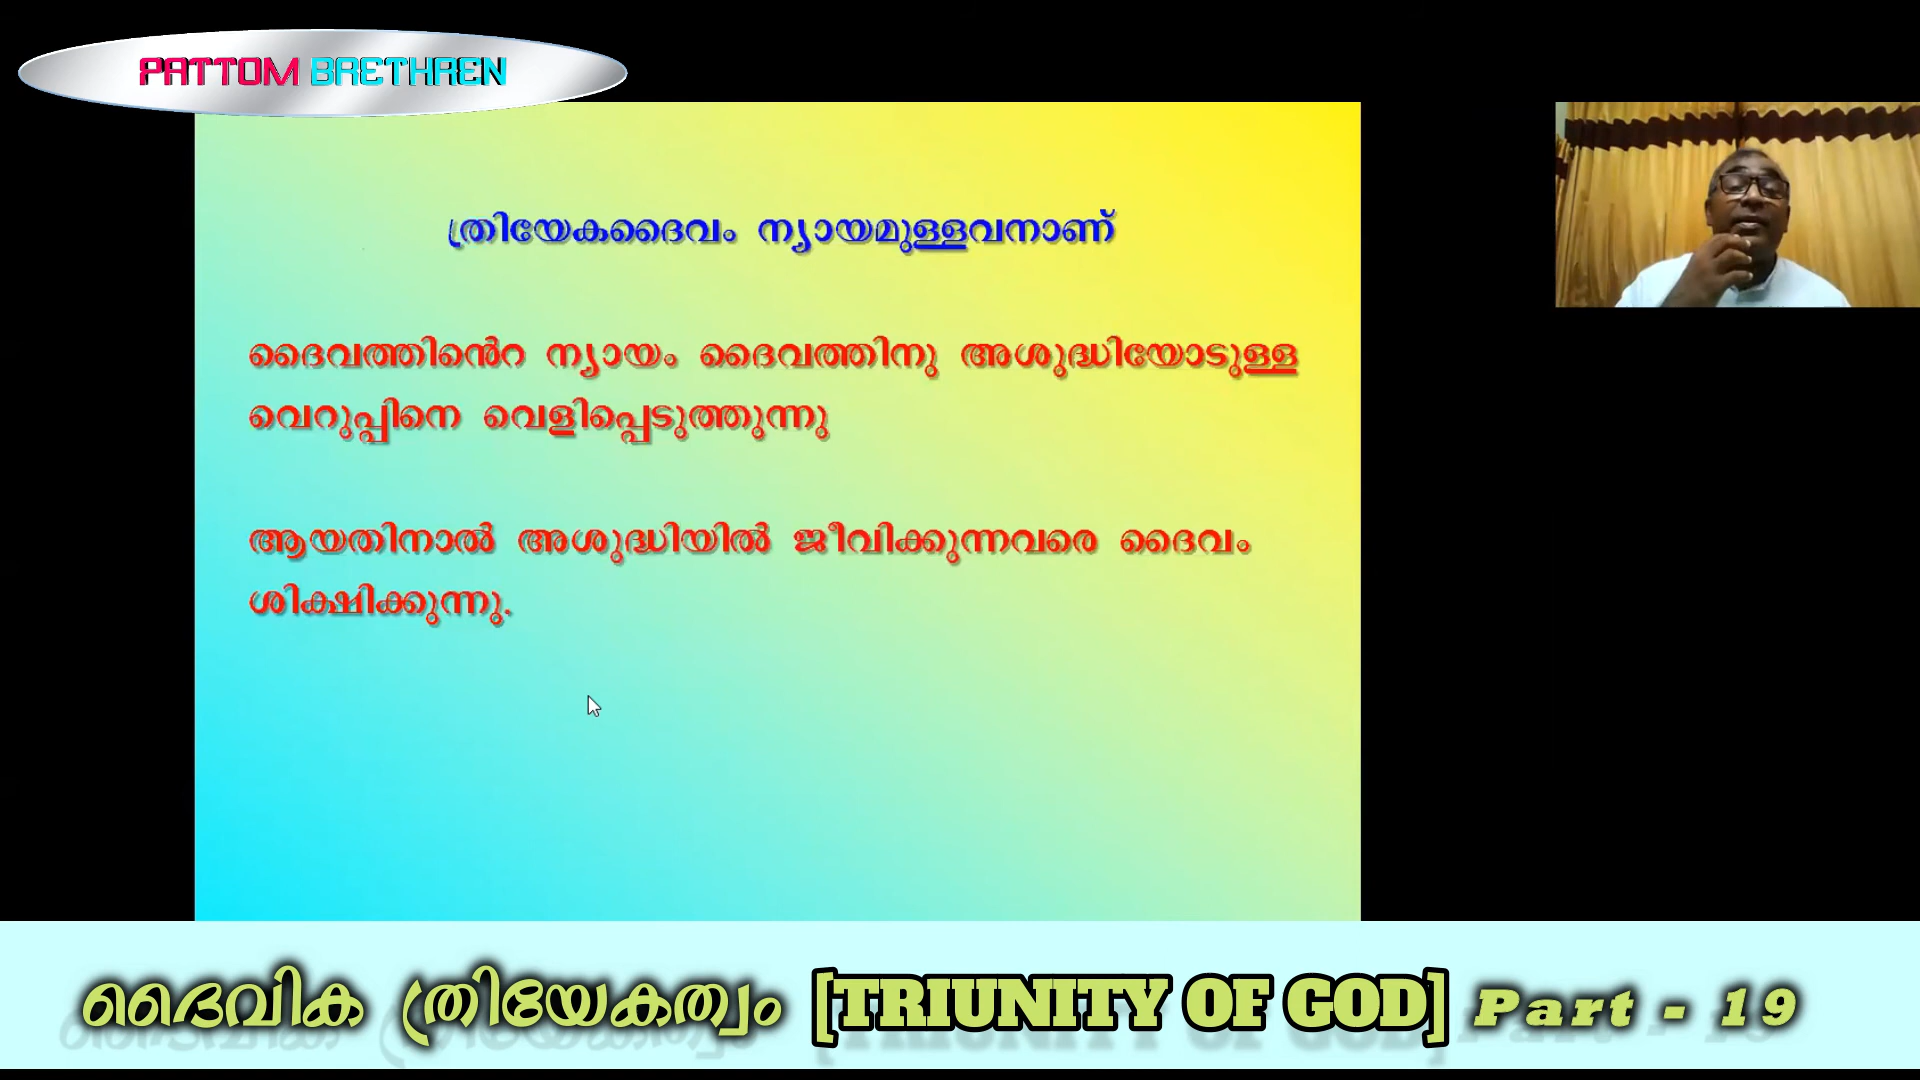 PATTOM BRETHREN
ത്രിയേകദൈവം ന്യായമുള്ളവനാണ്
ദൈവത്തിൻെറ ന്യായം ദൈവത്തിനു അശുദ്ധിയോടുള്ള
വെറുപ്പിനെ വെളിപ്പെടുത്തുന്നു
ആയതിനാൽ അശുദ്ധിയിൽ ജീവിക്കുന്നവരെ ദൈവം
ശിക്ഷിക്കുന്നു.
ദൈവിക ത്രിയേകത്വം [TRIUNITY OF GOD] Part - 19